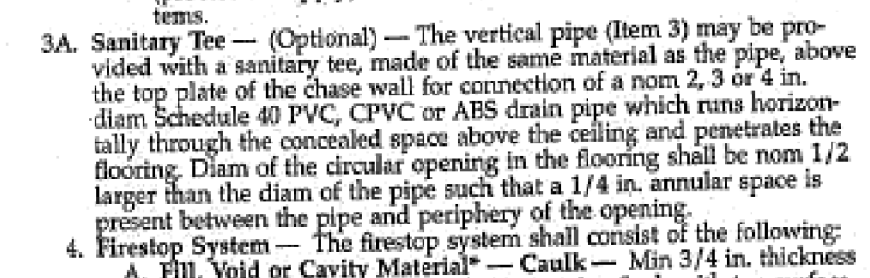 tems.
3A. Sanitary Tee — (Optional) — The vertical pipe (Item 3) may be pro-
vided with a sanitary tee, made of the same material as the pipe, above
the top plate of the chase wall for connection of a nom 2, 3 or 4 in.
diam Schedule 40 PVC, CPVC or ABS drain pipe which runs horizon-
tally through the concealed space above the ceiling and penetrates the
flooring. Diam of the circular opening in the flooring shall be nom 1/2
larger than the diam of the pipe such that a 1/4 in. annular space is
present between the pipe and periphery of the opening.
4. Firestop System — The firestop system shall consist of the following:
A. Fill, Void or Cavity Material* — Caulk — Min 3/4 in. thickness